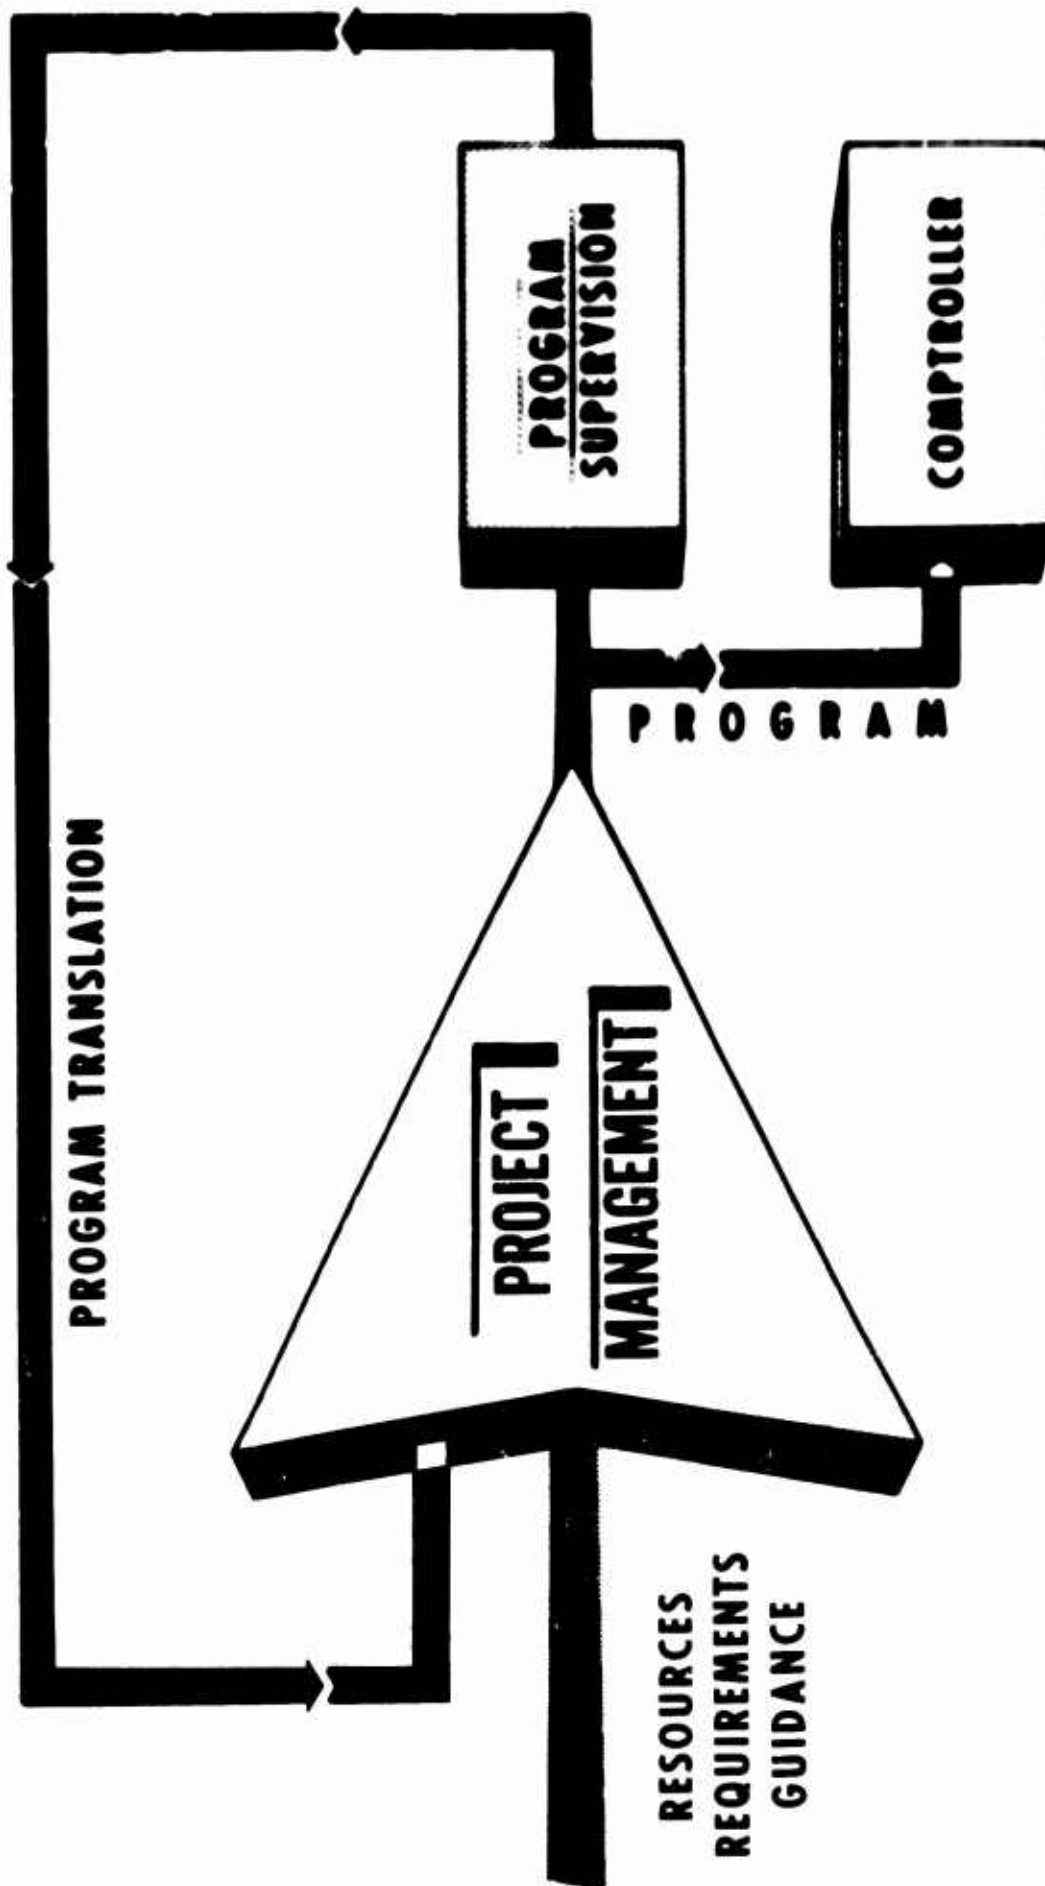 PROGRAM TRANSLATION
PROJECT
MANAGEMENT
PROGRAM
SUPERVISION
PROGRAM
COMPTROLLER
RESOURCES
REQUIREMENTS
GUIDANCE